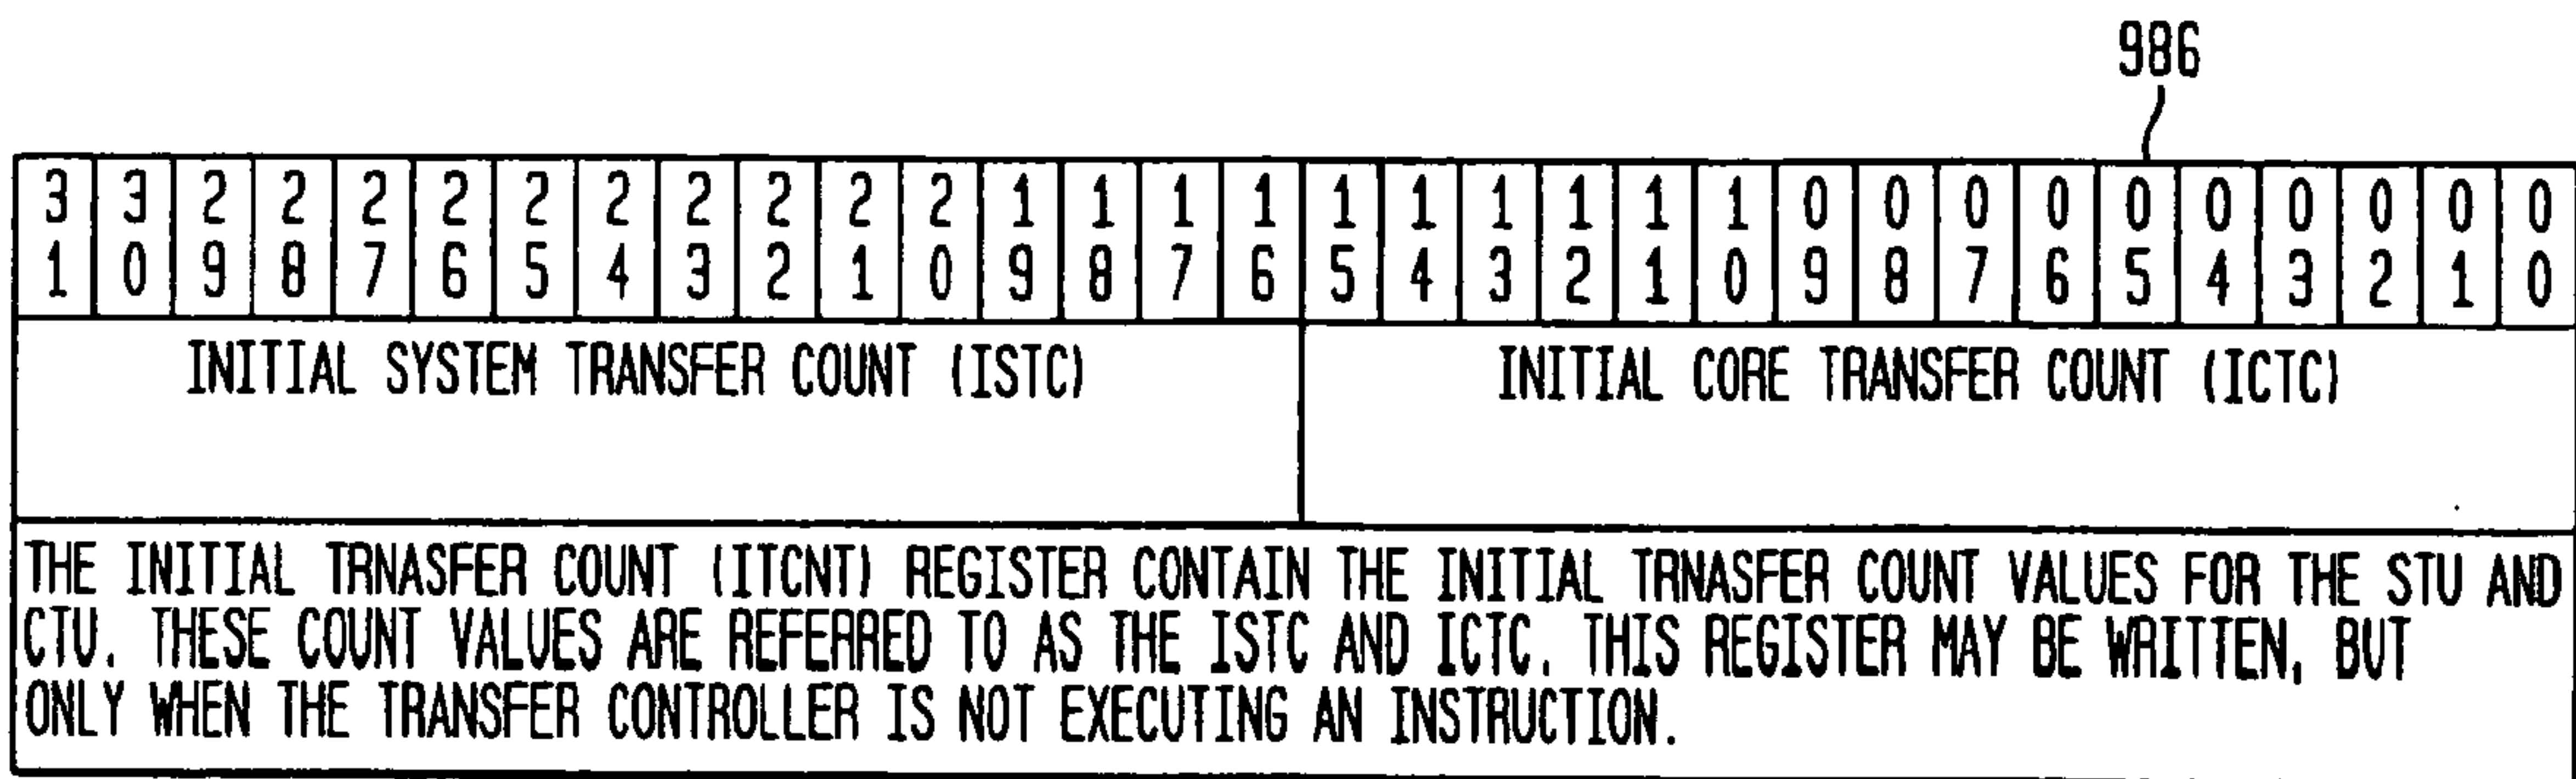 986
3 3 2 2 2 2 2 2 2 2 2 2 1 1 1 1 1 1 1 1 1 1 0 0 0 0 0 0 0 0 0 0
1 0 9 8 7 6 5 4 3 2 1 0 9 8 7 6 5 4 3 2 1 0 9 8 7 6 5 4 3 2 1 0
INITIAL SYSTEM TRANSFER COUNT (ISTC) INITIAL CORE TRANSFER COUNT (ICTC)
THE INITIAL TRNASFER COUNT (ITCNT) REGISTER CONTAIN THE INITIAL TRNASFER COUNT VALUES FOR THE STU AND
CTU. THESE COUNT VALUES ARE REFERRED TO AS THE ISTC AND ICTC. THIS REGISTER MAY BE WRITTEN, BUT
ONLY WHEN THE TRANSFER CONTROLLER IS NOT EXECUTING AN INSTRUCTION.